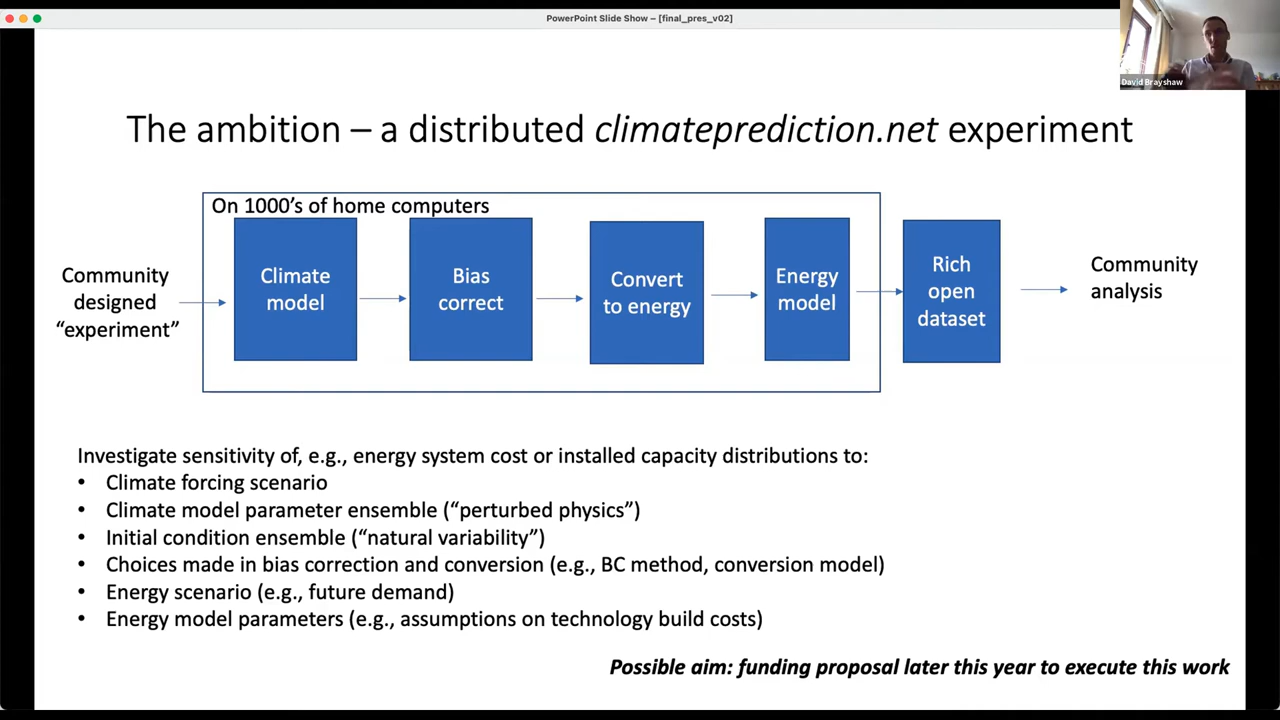 PowerPoint Slide Show – [final_pres_v02]
David Brayshaw
The ambition – a distributed climateprediction.net experiment
On 1000’s of home computers
Community
designed
“experiment”
Climate
model
Bias
correct
Convert
to energy
Energy
model
Rich
open
dataset
Community
analysis
Investigate sensitivity of, e.g., energy system cost or installed capacity distributions to:
• Climate forcing scenario
• Climate model parameter ensemble (“perturbed physics”)
• Initial condition ensemble (“natural variability”)
• Choices made in bias correction and conversion (e.g., BC method, conversion model)
• Energy scenario (e.g., future demand)
• Energy model parameters (e.g., assumptions on technology build costs)
Possible aim: funding proposal later this year to execute this work